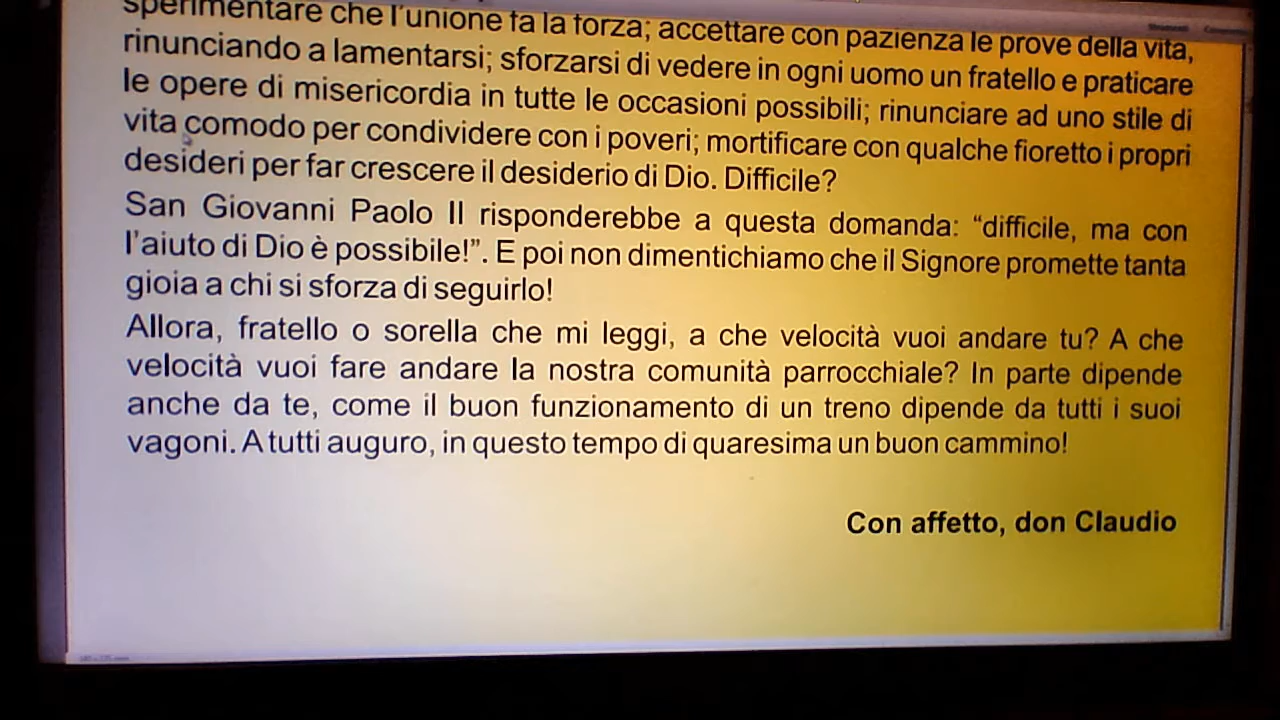 sperimentare che l'unione fa la forza; accettare con pazienza le prove della vita,
rinunciando a lamentarsi; sforzarsi di vedere in ogni uomo un fratello e praticare
le opere di misericordia in tutte le occasioni possibili; rinunciare ad uno stile di
vita comodo per condividere con i poveri; mortificare con qualche fioretto i propri
desideri per far crescere il desiderio di Dio. Difficile?
San Giovanni Paolo II risponderebbe a questa domanda: “difficile, ma con
l'aiuto di Dio è possibile!”. E poi non dimentichiamo che il Signore promette tanta
gioia a chi si sforza di seguirlo!
Allora, fratello o sorella che mi leggi, a che velocità vuoi andare tu? A che
velocità vuoi fare andare la nostra comunità parrocchiale? In parte dipende
anche da te, come il buon funzionamento di un treno dipende da tutti i suoi
vagoni. A tutti auguro, in questo tempo di quaresima un buon cammino!
Con affetto, don Claudio